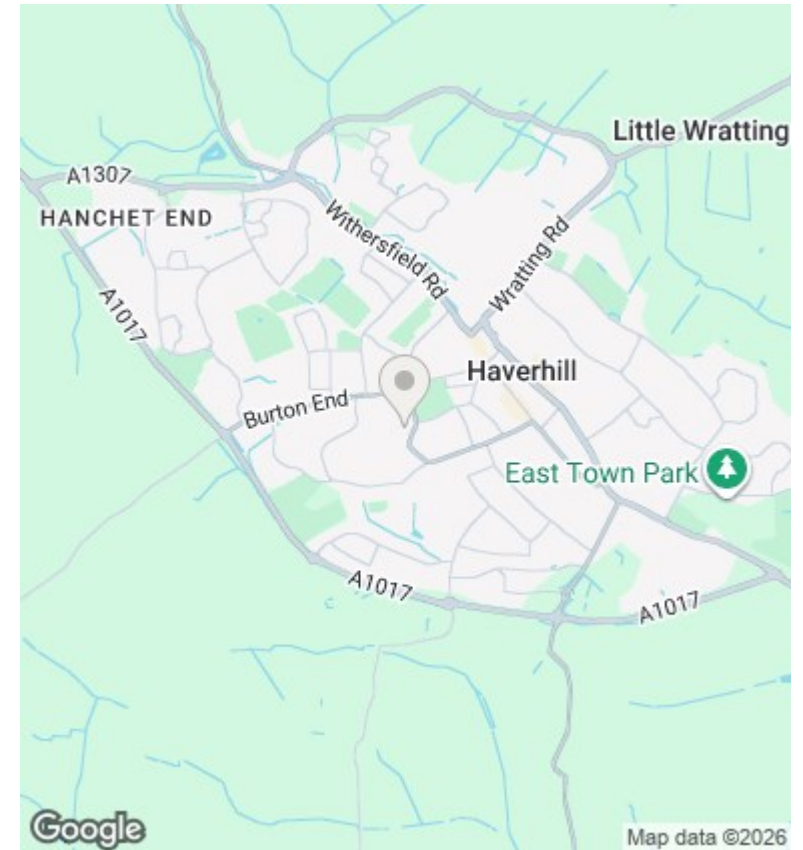 Little Wratting
A1307
HANCHET END
Withersfield Rd
Wratting Rd
A1017
Haverhill
Burton End
East Town Park
A1017
A1017
Google
Map data ©2026